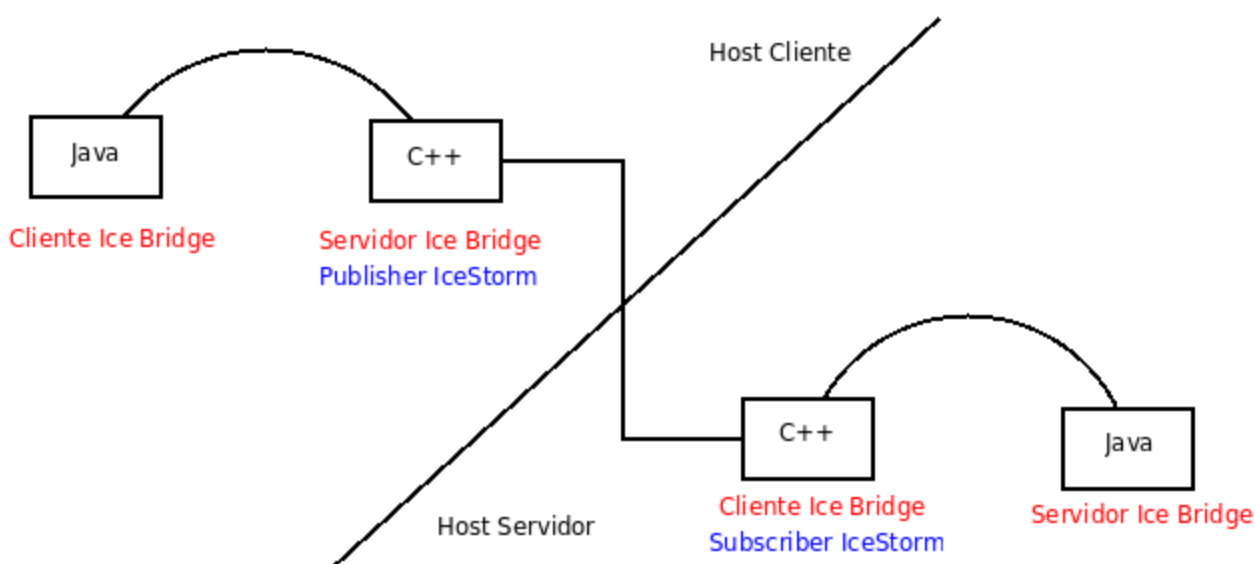 Host Cliente
Java
C++
Cliente Ice Bridge
Servidor Ice Bridge
Publisher IceStorm
C++
Java
Cliente Ice Bridge
Subscriber IceStorm
Servidor Ice Bridge
Host Servidor